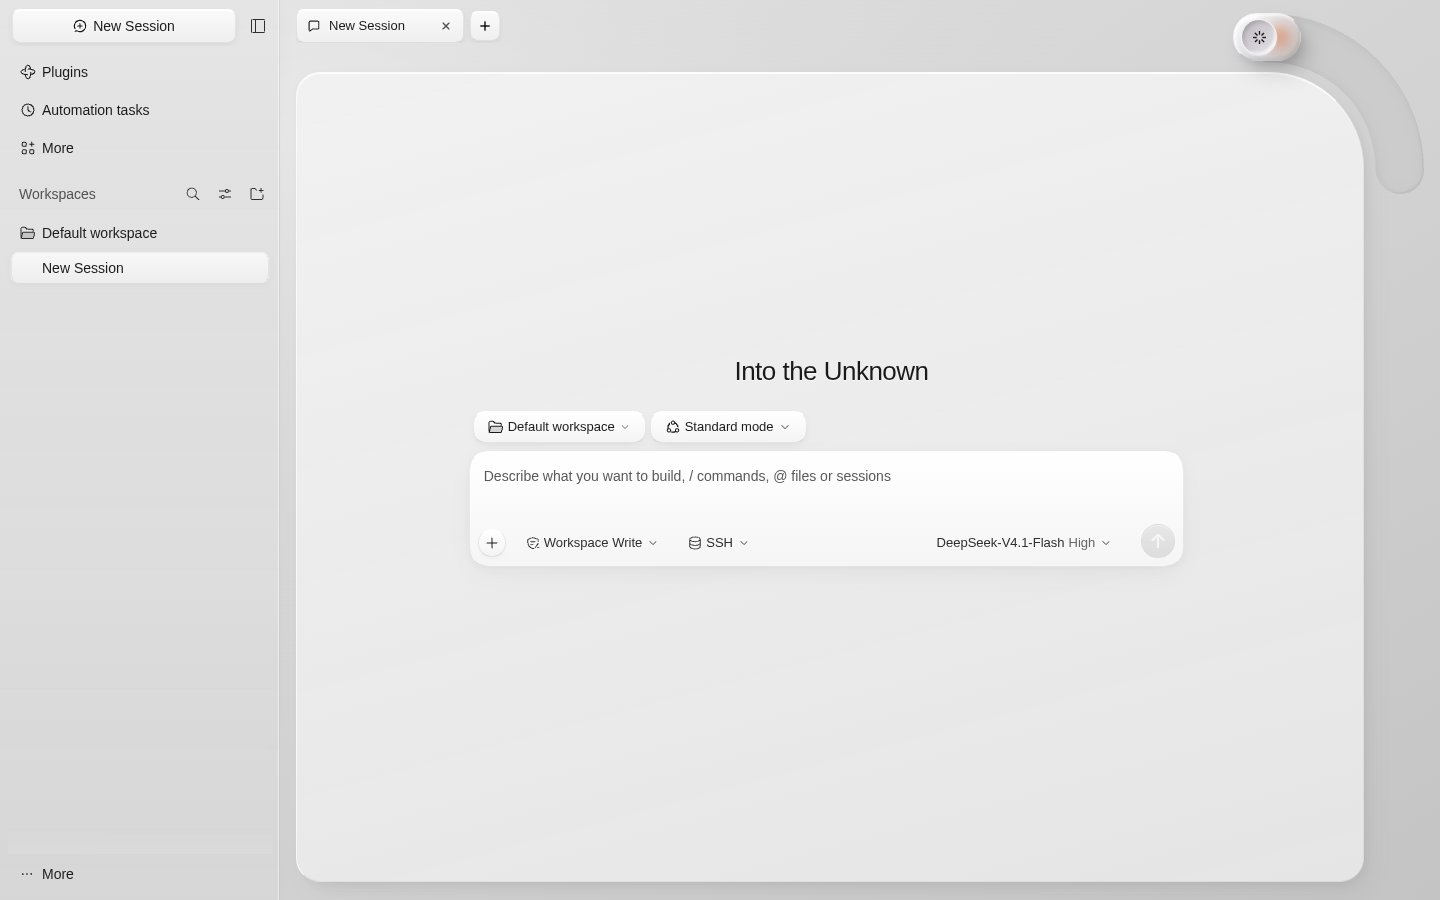 New Session
Plugins
Automation tasks
More
Workspaces
Default workspace
New Session
More
New Session
Into the Unknown
Default workspace
Standard mode
Describe what you want to build, / commands, @ files or sessions
Workspace Write
SSH
DeepSeek-V4.1-Flash High